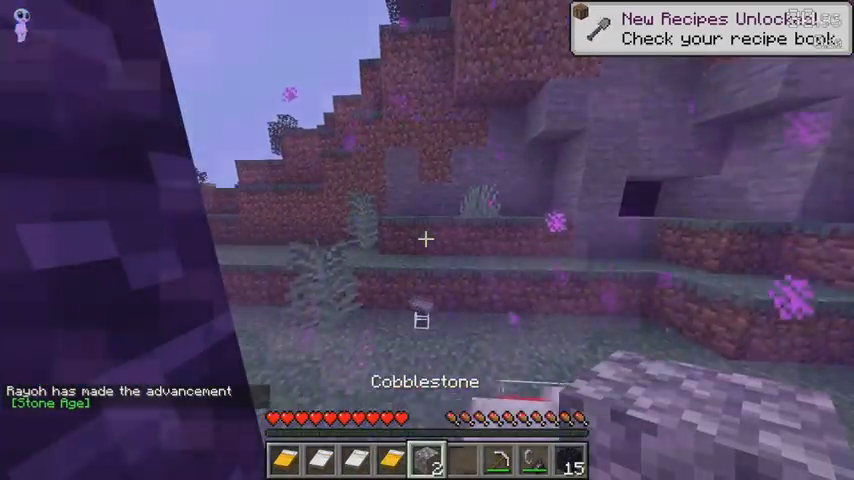 New Recipes Unlocked!
Check your recipe book
Rayoh has made the advancement
[Stone Age]
Cobblestone
2
15